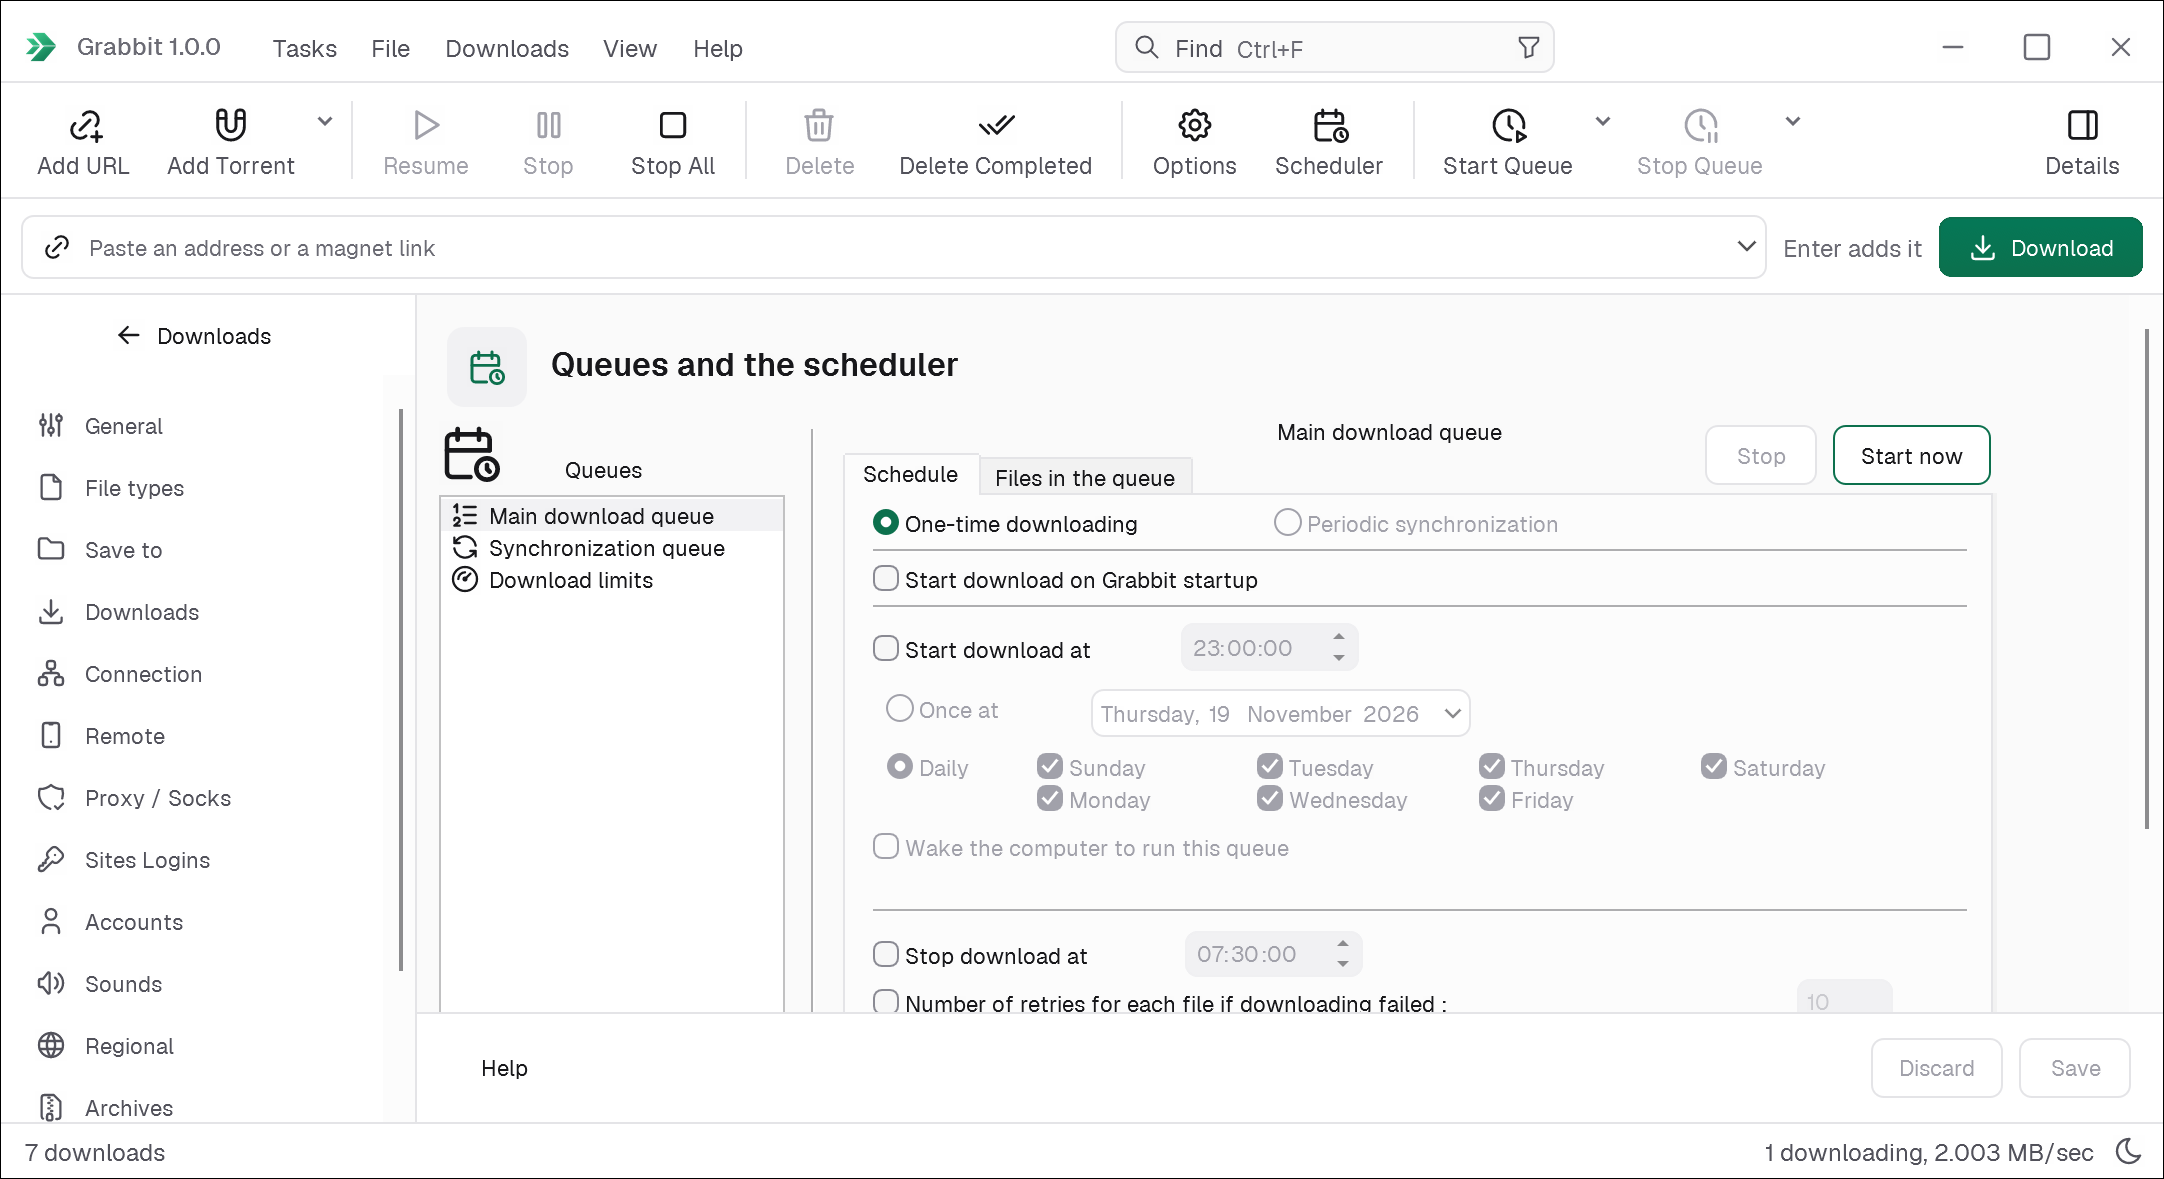 Grabbit 1.0.0 Tasks File Downloads View Help Find Ctrl+F
Add URL Add Torrent Resume Stop Stop All Delete Delete Completed Options Scheduler Start Queue Stop Queue Details
Paste an address or a magnet link Enter adds it Download
Downloads
General
File types
Save to
Downloads
Connection
Remote
Proxy / Socks
Sites Logins
Accounts
Sounds
Regional
Archives
Queues and the scheduler
Queues
Main download queue
Synchronization queue
Download limits
Main download queue
Stop Start now
Schedule Files in the queue
One-time downloading Periodic synchronization
Start download on Grabbit startup
Start download at 23:00:00
Once at Thursday, 19 November 2026
Daily Sunday Tuesday Thursday Saturday
Monday Wednesday Friday
Wake the computer to run this queue
Stop download at 07:30:00
Number of retries for each file if downloading failed : 10
Help Discard Save
7 downloads 1 downloading, 2.003 MB/sec